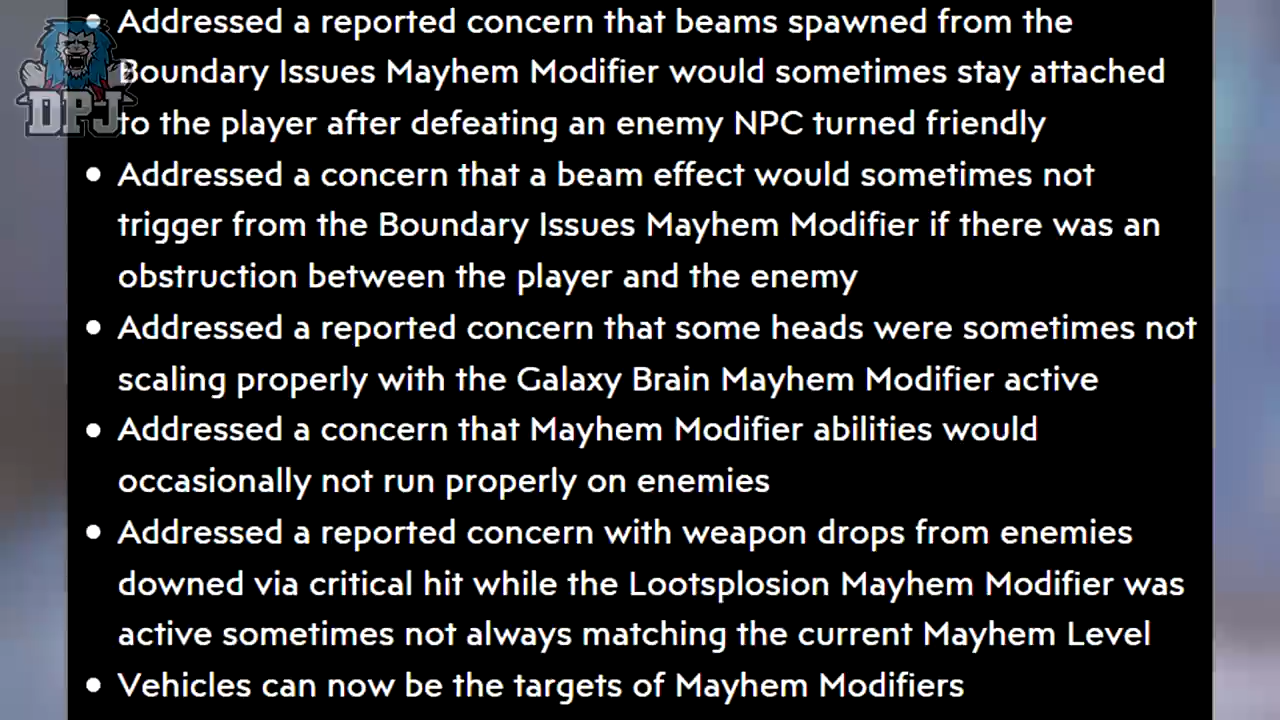 • Addressed a reported concern that beams spawned from the
Boundary Issues Mayhem Modifier would sometimes stay attached
to the player after defeating an enemy NPC turned friendly
• Addressed a concern that a beam effect would sometimes not
trigger from the Boundary Issues Mayhem Modifier if there was an
obstruction between the player and the enemy
• Addressed a reported concern that some heads were sometimes not
scaling properly with the Galaxy Brain Mayhem Modifier active
• Addressed a concern that Mayhem Modifier abilities would
occasionally not run properly on enemies
• Addressed a reported concern with weapon drops from enemies
downed via critical hit while the Lootsplosion Mayhem Modifier was
active sometimes not always matching the current Mayhem Level
• Vehicles can now be the targets of Mayhem Modifiers
DPJ